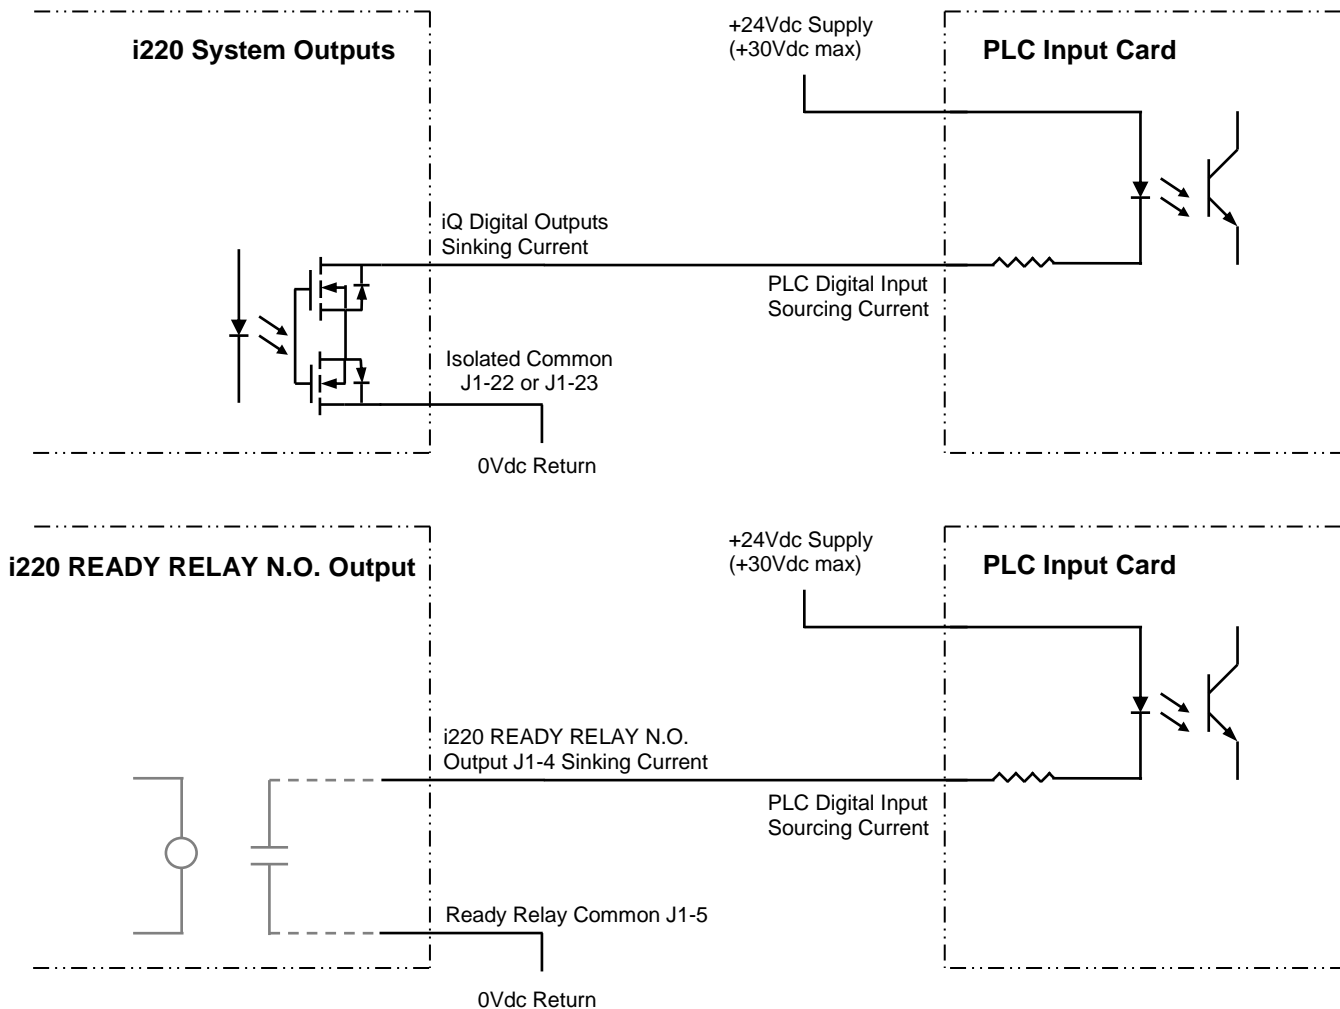 i220 System Outputs
+24Vdc Supply
(+30Vdc max)
PLC Input Card
iQ Digital Outputs
Sinking Current
PLC Digital Input
Sourcing Current
Isolated Common
J1-22 or J1-23
0Vdc Return
i220 READY RELAY N.O. Output
+24Vdc Supply
(+30Vdc max)
PLC Input Card
i220 READY RELAY N.O.
Output J1-4 Sinking Current
PLC Digital Input
Sourcing Current
Ready Relay Common J1-5
0Vdc Return